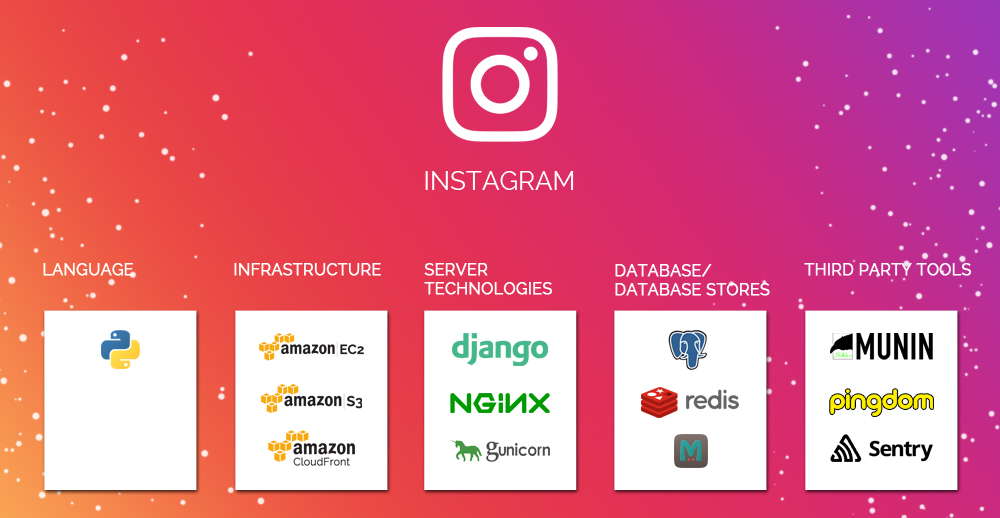 INSTAGRAM
LANGUAGE
INFRASTRUCTURE
SERVER
TECHNOLOGIES
DATABASE/
DATABASE STORES
THIRD PARTY TOOLS
amazon EC2
amazon S3
amazon
CloudFront
django
NGINX
gunicorn
redis
M
MUNIN
pingdom
Sentry